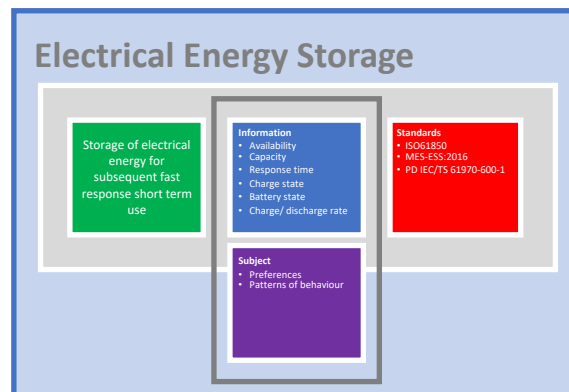 Electrical Energy Storage
Storage of electrical
energy for
subsequent fast
response short term
use
Information
• Availability
• Capacity
• Response time
• Charge state
• Battery state
• Charge/ discharge rate
Standards
• ISO61850
• MES-ESS:2016
• PD IEC/TS 61970-600-1
Subject
• Preferences
• Patterns of behaviour